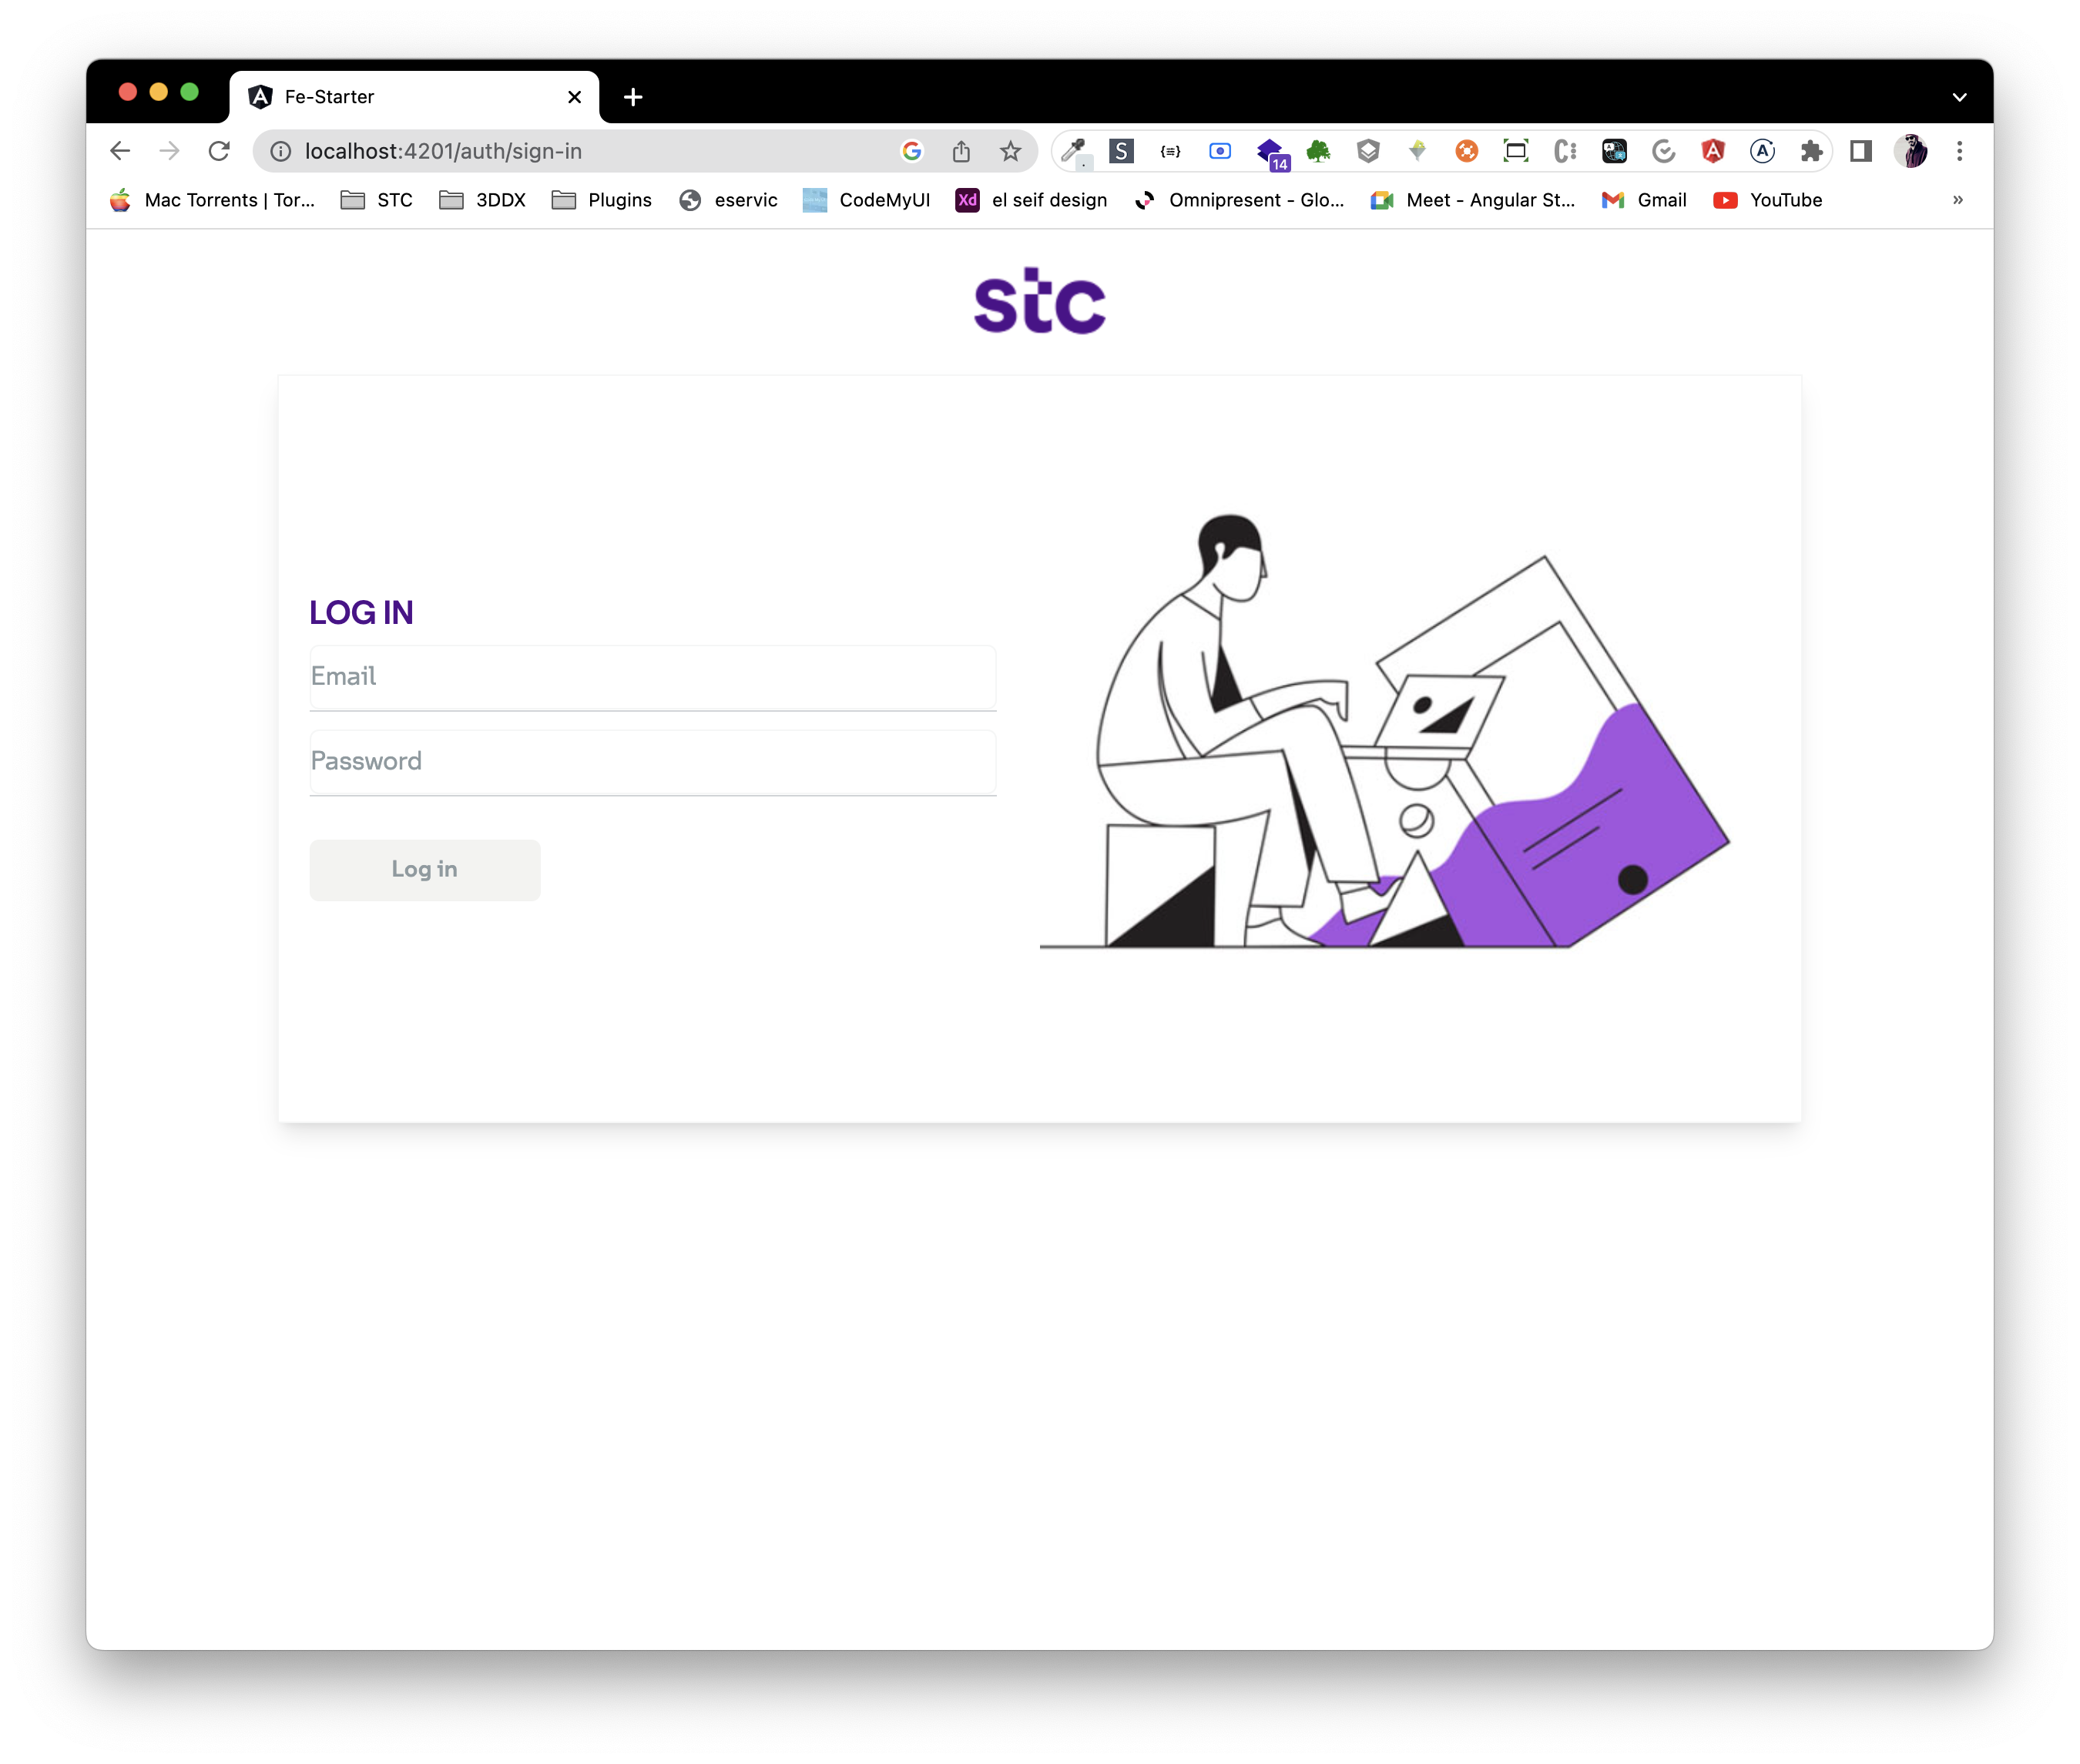 Fe-Starter
localhost:4201/auth/sign-in
S
{≡}
14
C
A
A
Mac Torrents | Tor...
STC
3DDX
Plugins
eservic
CodeMyUI
Xd
el seif design
Omnipresent - Glo...
Meet - Angular St...
Gmail
YouTube
»
stc
LOG IN
Email
Password
Log in